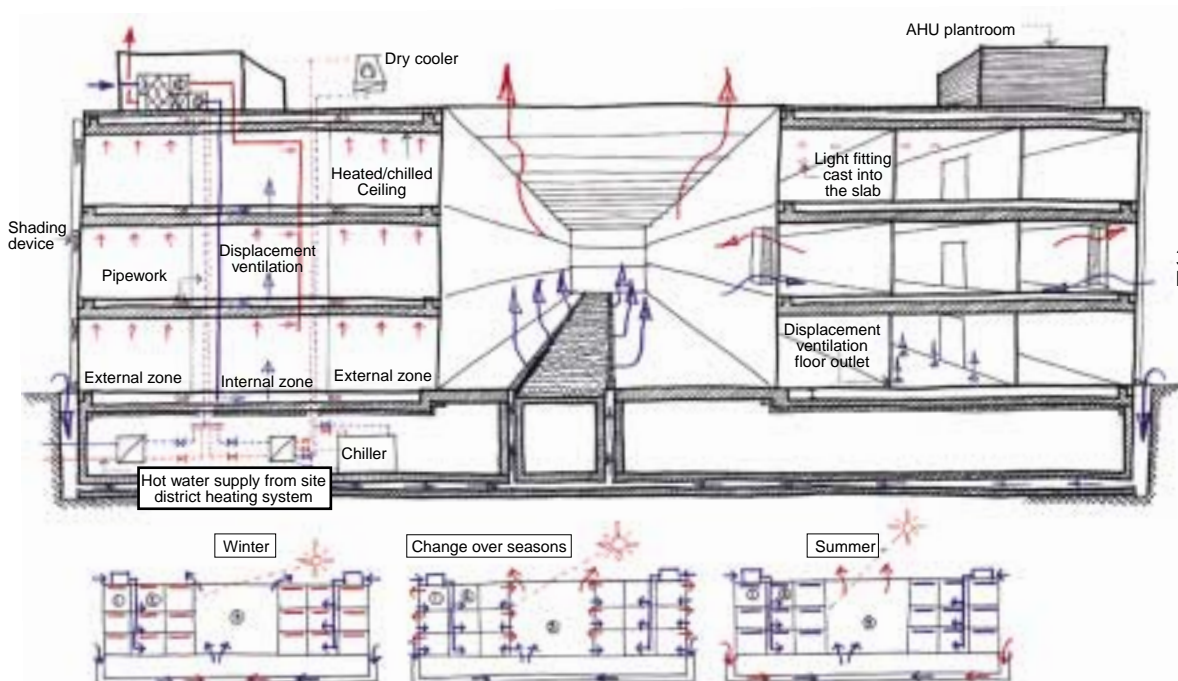 AHU plantroom
Dry cooler
Heated/chilled
Ceiling
Light fitting
cast into
the slab
Shading
device
Displacement
ventilation
Pipework
Displacement
ventilation
floor outlet
External zone
Internal zone
External zone
Chiller
Hot water supply from site
district heating system
Winter
Change over seasons
Summer